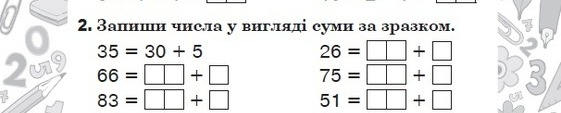 2. Запиши числа у вигляді суми за зразком.
35 = 30 + 5
26 = □□ + □
66 = □□ + □
75 = □□ + □
83 = □□ + □
51 = □□ + □